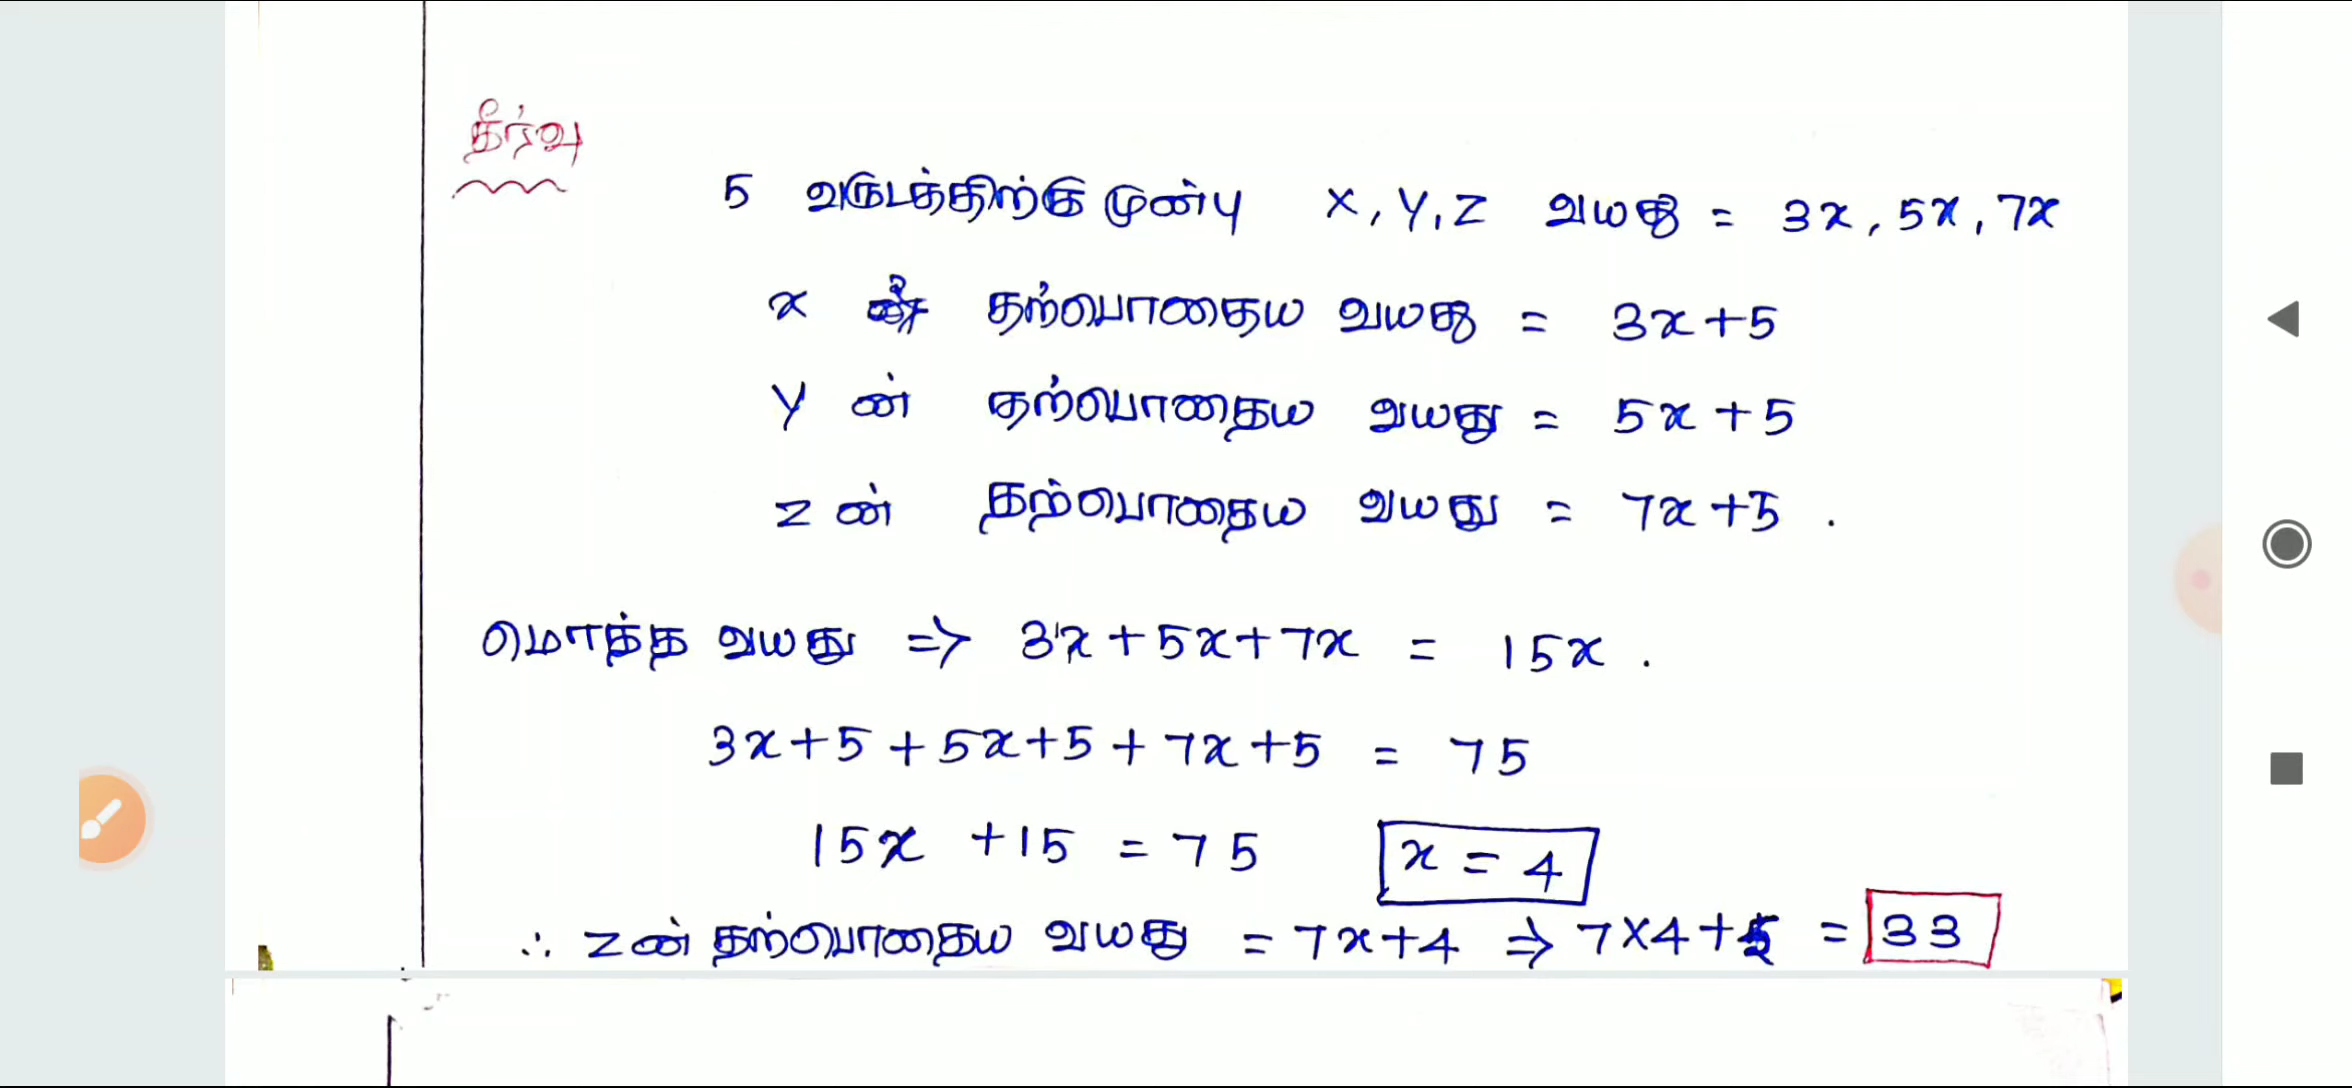 தீர்வு
5 வருடத்திற்கு முன்பு X, Y, Z வயது = 3x, 5x, 7x
x ன் தற்பொதைய வயது = 3x+5
Y ன் தற்பொதைய வயது = 5x+5
Z ன் தற்பொதைய வயது = 7x+5 .
மொத்த வயது => 3x+5x+7x = 15x .
3x+5+5x+5+7x+5 = 75
15x +15 = 75 x = 4
∴ Z ன் தற்பொதைய வயது = 7x+4 => 7x4+5 = 33